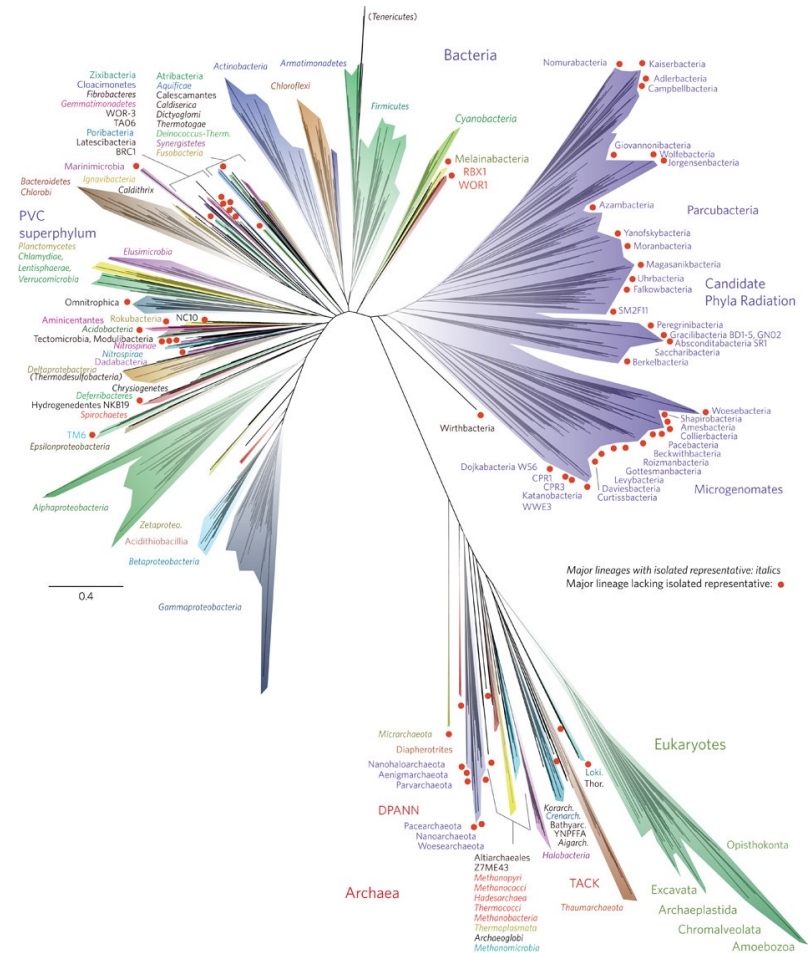 (Tenericutes)
Bacteria
Actinobacteria
Armatimonadetes
Zixibacteria
Cloacimonetes
Fibrobacteres
Gemmatimonadetes
WOR-3
TA06
Poribacteria
Latescibacteria
BRC1
Atribacteria
Aquificae
Calescamantes
Caldiserica
Dictyoglomi
Thermotogae
Deinococcus-Therm.
Synergistetes
Fusobacteria
Chloroflexi
Firmicutes
Cyanobacteria
Melainabacteria
RBX1
WOR1
Nomurabacteria
Kaiserbacteria
Adlerbacteria
Campbellbacteria
Giovannonibacteria
Wolfebacteria
Jorgensenbacteria
Azambacteria
Parcubacteria
Yanofskybacteria
Moranbacteria
Magasanikbacteria
Uhrbacteria
Falkowbacteria
Candidate
Phyla Radiation
SM2F11
Peregrinibacteria
Gracilibacteria BD1-5, GN02
Absconditabacteria SR1
Saccharibacteria
Berkelbacteria
Marinimicrobia
Bacteroidetes
Chlorobi
Ignavibacteria
Caldithrix
PVC
superphylum
Planctomycetes
Chlamydiae,
Lentisphaerae,
Verrucomicrobia
Elusimicrobia
Omnitrophica
Aminicentantes
Rokubacteria
NC10
Acidobacteria
Tectomicrobia, Modulibacteria
Nitrospinae
Nitrospirae
Dadabacteria
Deltaprotebacteria
(Thermodesulfobacteria)
Chrysiogenetes
Deferribacteres
Hydrogenedentes NKB19
Spirochaetes
TM6
Epsilonproteobacteria
Alphaproteobacteria
Zetaproteo.
Acidithiobacillia
Betaproteobacteria
Gammaproteobacteria
0.4
Wirthbacteria
Woesebacteria
Shapirobacteria
Amesbacteria
Collierbacteria
Pacebacteria
Beckwithbacteria
Roizmanbacteria
Gottesmanbacteria
Levybacteria
Daviesbacteria
Curtissbacteria
Microgenomates
Dojkabacteria WS6
CPR1
CPR3
Katanobacteria
WWE3
Major lineages with isolated representative: italics
Major lineage lacking isolated representative:
Micrarchaeota
Diapherotrites
Nanohaloarchaeota
Aenigmarchaeota
Parvarchaeota
DPANN
Pacearchaeota
Nanoarchaeota
Woesearchaeota
Altiarchaeales
Z7ME43
Methanopyri
Methanococci
Hadesarchaea
Thermococci
Methanobacteria
Thermoplasmata
Archaeoglobi
Methanomicrobia
Halobacteria
Archaea
Loki.
Thor.
Korarch.
Crenarch.
Bathyarc.
YNPFFA
Aigarch.
TACK
Thaumarchaeota
Eukaryotes
Opisthokonta
Excavata
Archaeplastida
Chromalveolata
Amoebozoa